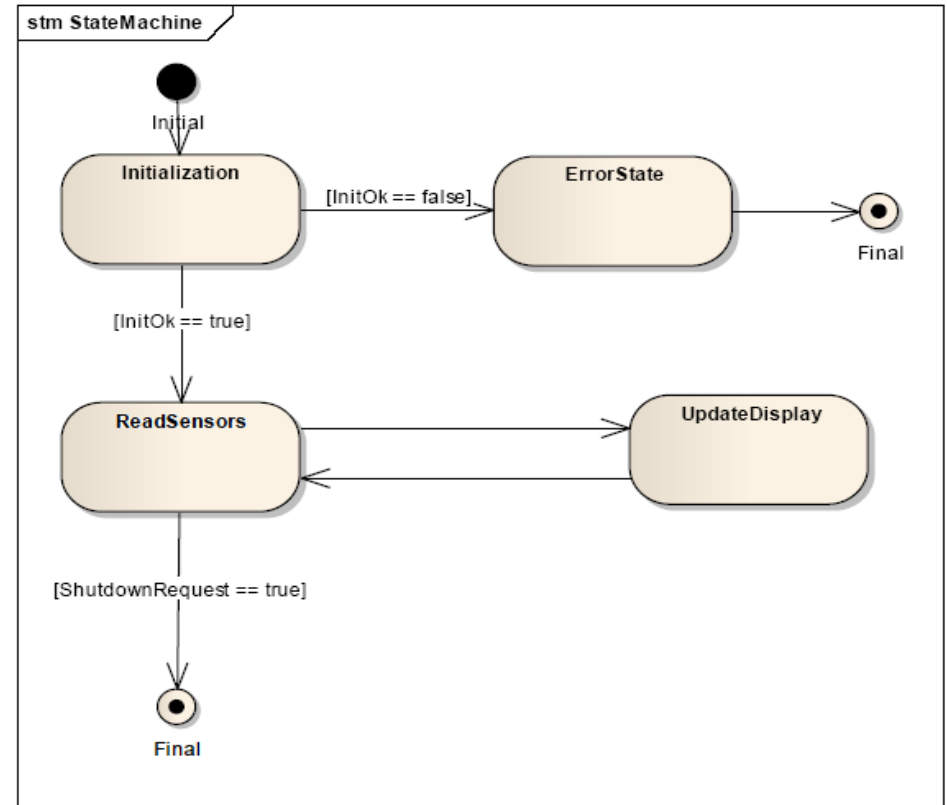 stm StateMachine
Initial
Initialization
[InitOk == false]
ErrorState
Final
[InitOk == true]
ReadSensors
UpdateDisplay
[ShutdownRequest == true]
Final